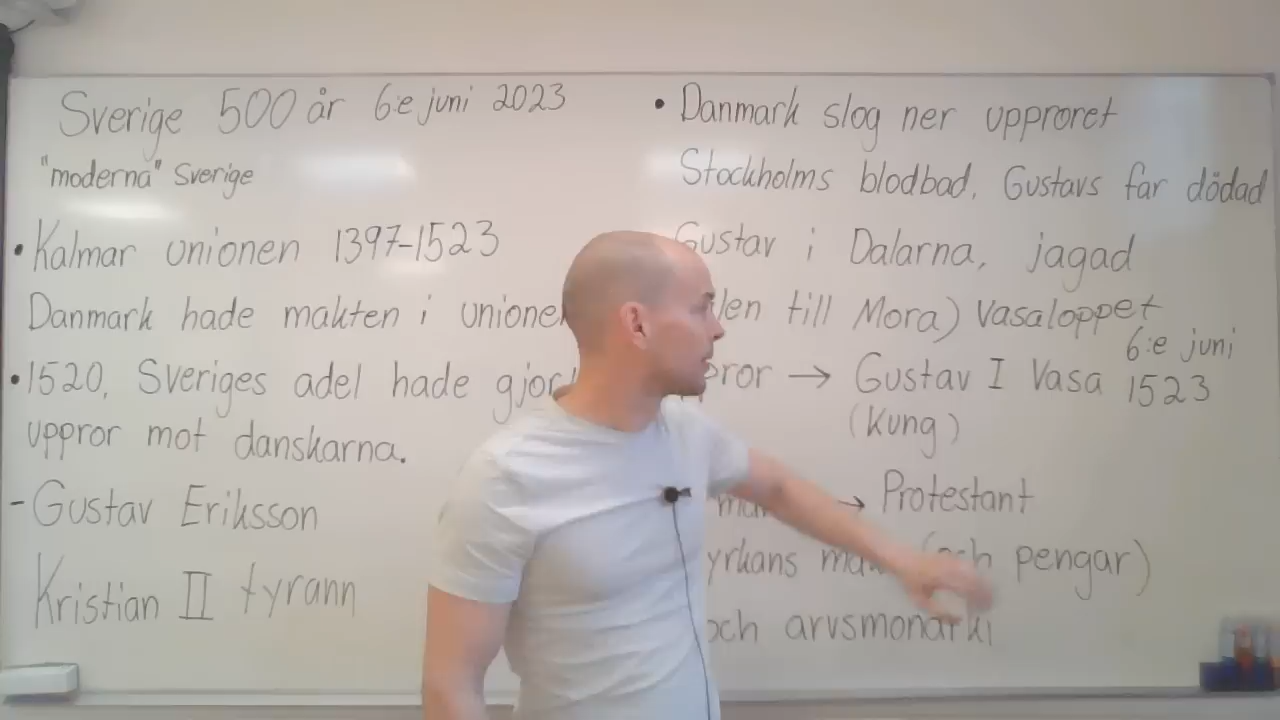 Sverige 500 år 6:e juni 2023
"moderna" Sverige
• Kalmar unionen 1397-1523
Danmark hade makten i unionen
• 1520, Sveriges adel hade gjort
uppror mot danskarna.
- Gustav Eriksson
Kristian II tyrann
• Danmark slog ner upproret
Stockholms blodbad, Gustavs far dödad
Gustav i Dalarna, jagad
till Mora) Vasaloppet
→ Gustav I Vasa 6:e juni 1523
(Kung)
→ Protestant
(och pengar)
och arvsmonarki